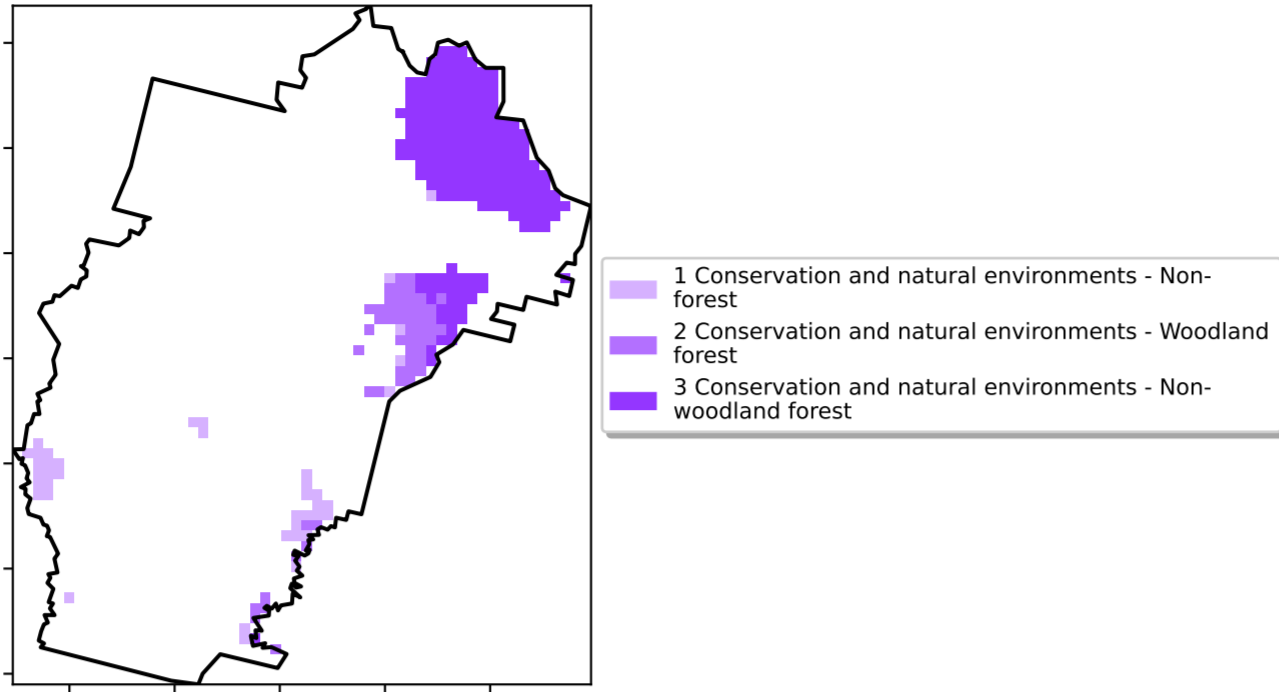 1 Conservation and natural environments - Non-
forest
2 Conservation and natural environments - Woodland
forest
3 Conservation and natural environments - Non-
woodland forest